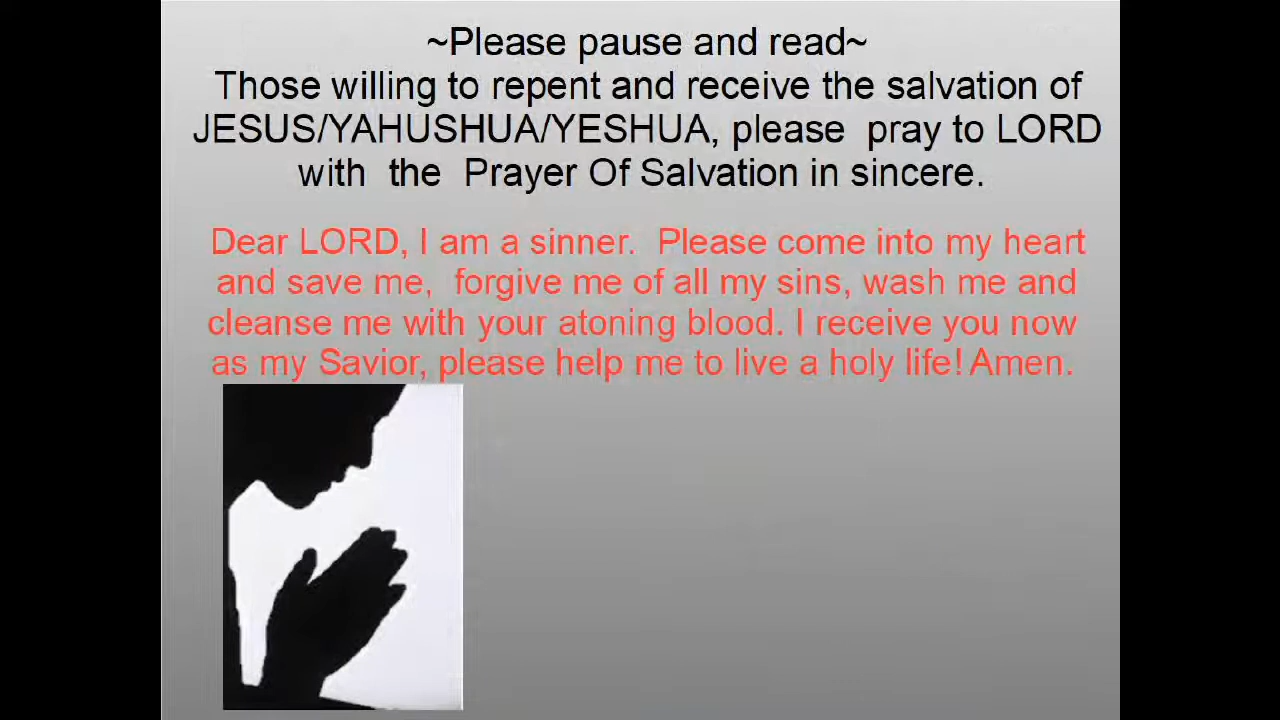 ~Please pause and read~
Those willing to repent and receive the salvation of
JESUS/YAHUSHUA/YESHUA, please pray to LORD
with the Prayer Of Salvation in sincere.
Dear LORD, I am a sinner. Please come into my heart
and save me, forgive me of all my sins, wash me and
cleanse me with your atoning blood. I receive you now
as my Savior, please help me to live a holy life! Amen.